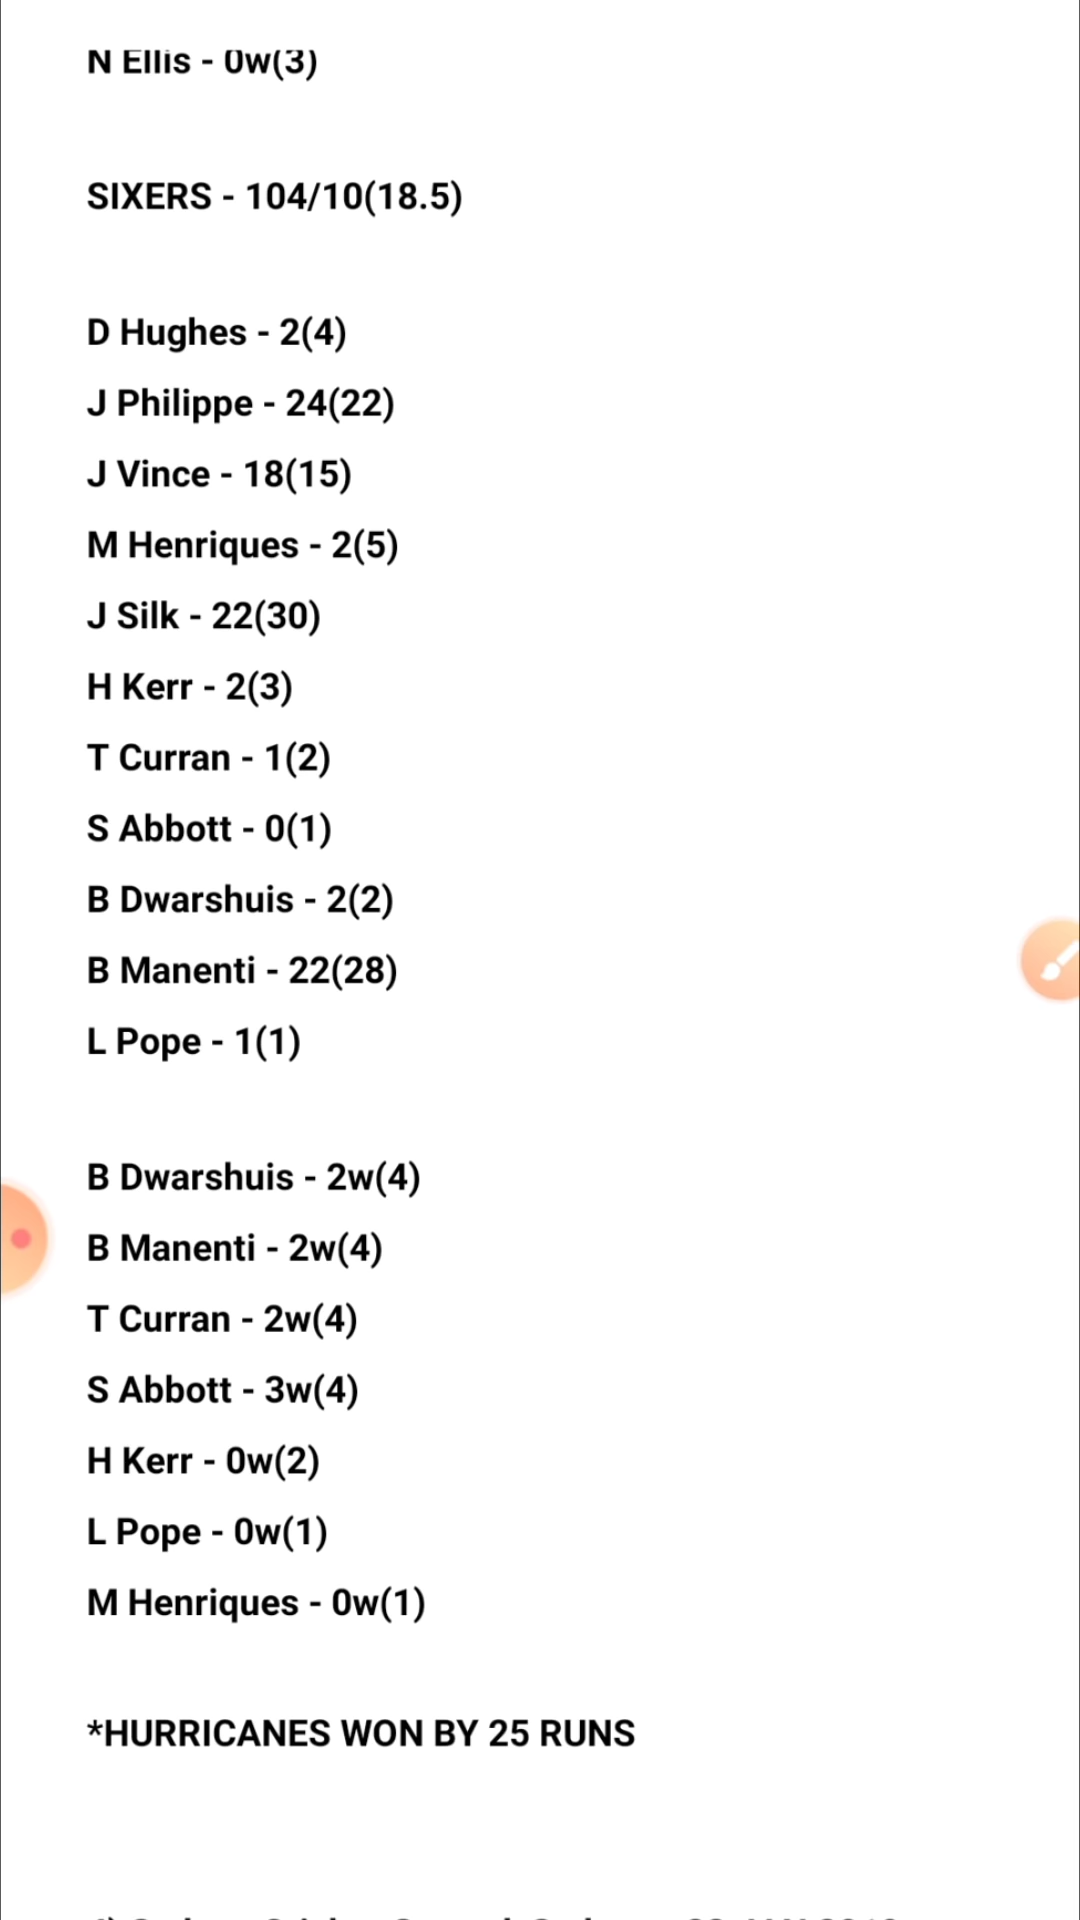 N Ellis - 0w(3)
SIXERS - 104/10(18.5)
D Hughes - 2(4)
J Philippe - 24(22)
J Vince - 18(15)
M Henriques - 2(5)
J Silk - 22(30)
H Kerr - 2(3)
T Curran - 1(2)
S Abbott - 0(1)
B Dwarshuis - 2(2)
B Manenti - 22(28)
L Pope - 1(1)
B Dwarshuis - 2w(4)
B Manenti - 2w(4)
T Curran - 2w(4)
S Abbott - 3w(4)
H Kerr - 0w(2)
L Pope - 0w(1)
M Henriques - 0w(1)
*HURRICANES WON BY 25 RUNS